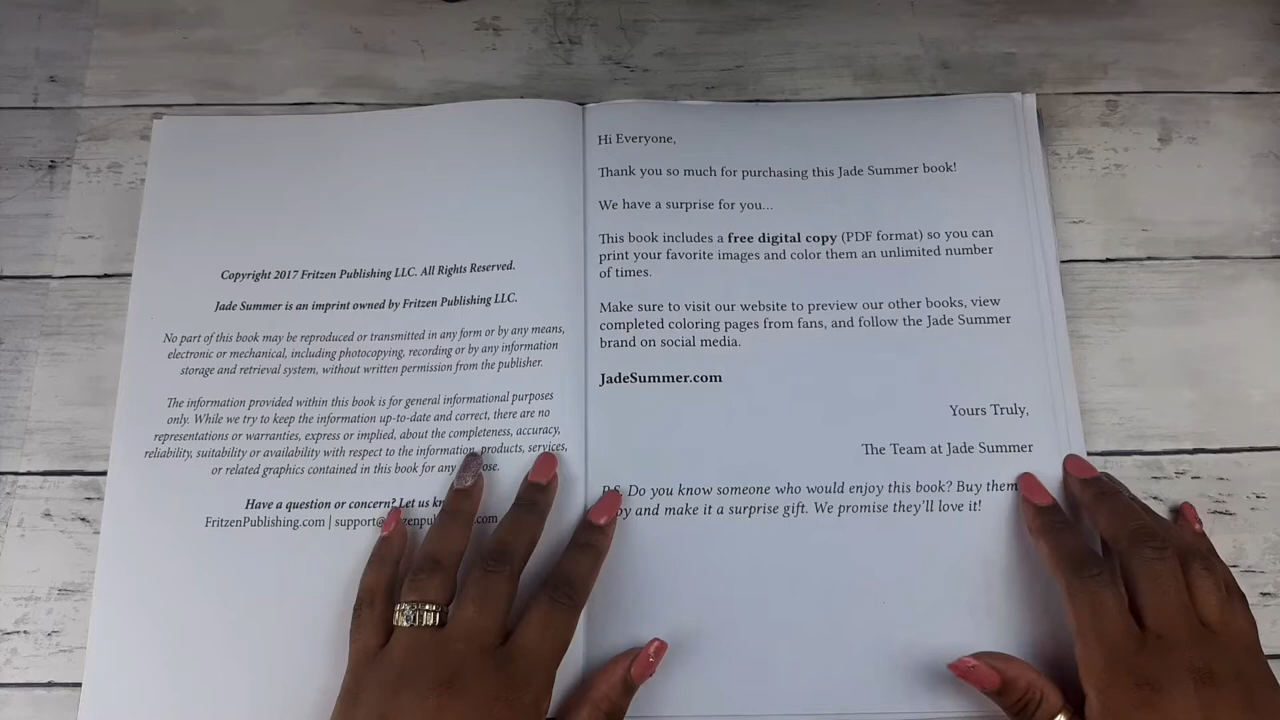 Copyright 2017 Fritzen Publishing LLC. All Rights Reserved.
Jade Summer is an imprint owned by Fritzen Publishing LLC.
No part of this book may be reproduced or transmitted in any form or by any means,
electronic or mechanical, including photocopying, recording or by any information
storage and retrieval system, without written permission from the publisher.
The information provided within this book is for general informational purposes
only. While we try to keep the information up-to-date and correct, there are no
representations or warranties, express or implied, about the completeness, accuracy,
reliability, suitability or availability with respect to the information, products, services,
or related graphics contained in this book for any
Have a question or concern? Let us
FritzenPublishing.com |
Hi Everyone,
Thank you so much for purchasing this Jade Summer book!
We have a surprise for you...
This book includes a free digital copy (PDF format) so you can
print your favorite images and color them an unlimited number
of times.
Make sure to visit our website to preview our other books, view
completed coloring pages from fans, and follow the Jade Summer
brand on social media.
JadeSummer.com
Yours Truly,
The Team at Jade Summer
P.S. Do you know someone who would enjoy this book? Buy them
and make it a surprise gift. We promise they'll love it!